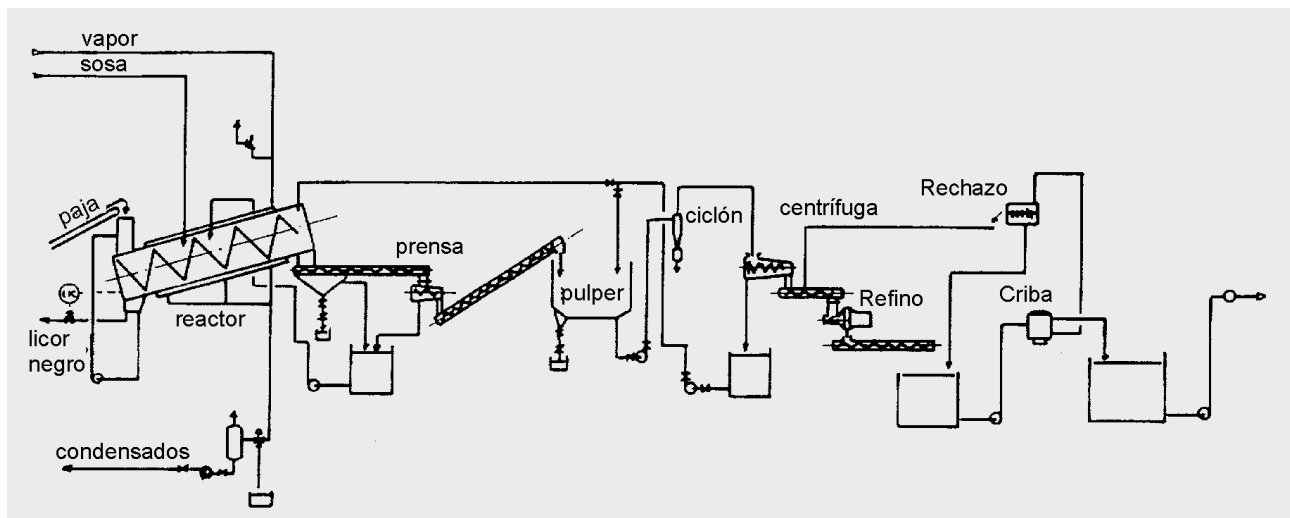 vapor
sosa
paja
reactor
licor
negro
condensados
prensa
pulper
ciclón
centrífuga
Refino
Rechazo
Criba